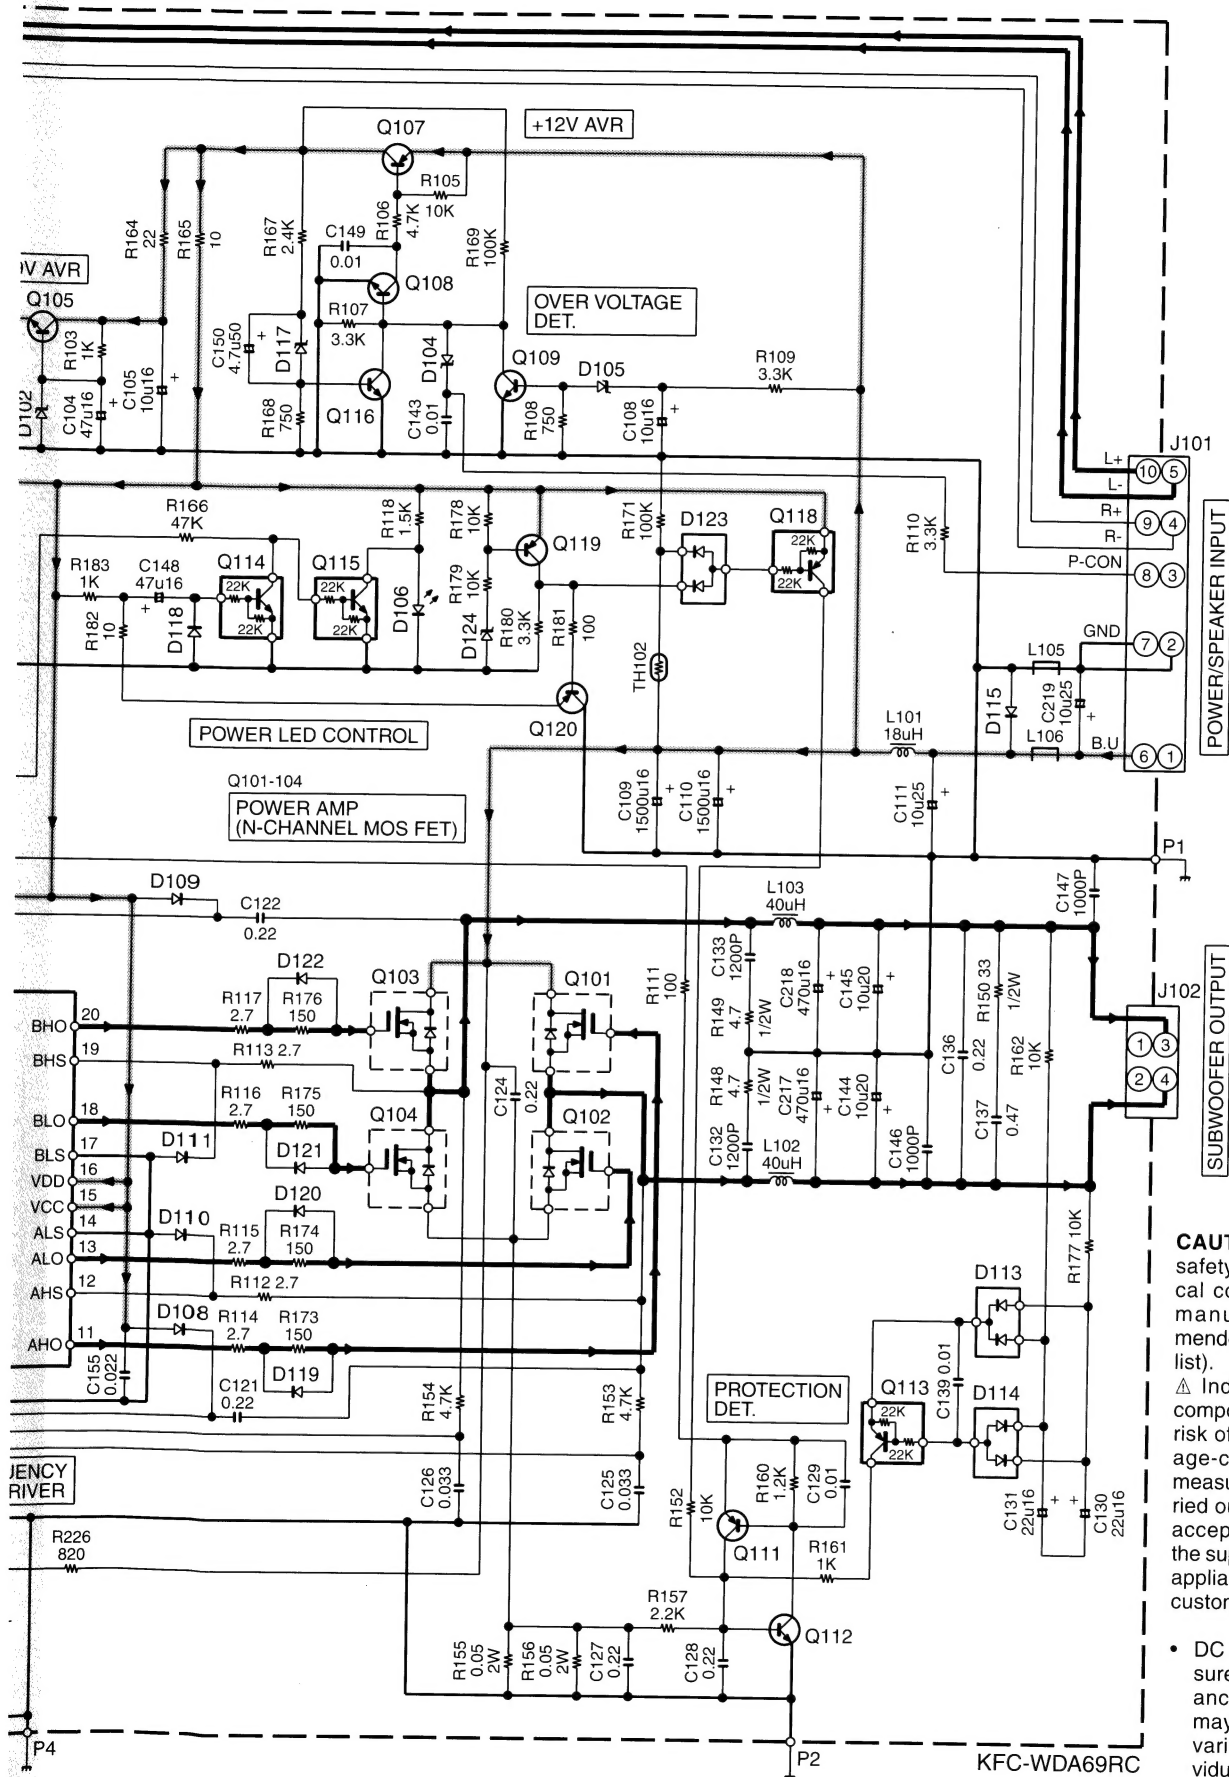 Q107
+12V AVR
R105
10K
R106
4.7K
R164
22
R165
10
R167
2.4K
C149
0.01
R169
100K
V AVR
Q108
Q105
OVER VOLTAGE
DET.
R107
3.3K
R103
1K
C150
4.7u50
+
D117
D104
Q109
D105
R109
3.3K
C105
10u16
+
D102
C104
47u16
+
R168
750
Q116
C143
0.01
R108
750
C108
10u16
+
J101
L+
10
5
L-
R+
9
4
R-
P-CON
8
3
GND
7
2
B.U
6
1
POWER/SPEAKER INPUT
R166
47K
R118
1.5K
R178
10K
R171
100K
D123
Q118
22K
22K
R110
3.3K
Q119
R183
1K
C148
47u16
+
Q114
22K
22K
Q115
22K
22K
R182
10
D118
D106
R179
10K
D124
R180
3.3K
R181
100
TH102
L105
D115
C219
10u25
+
L106
Q120
POWER LED CONTROL
L101
18uH
Q101-104
POWER AMP
(N-CHANNEL MOS FET)
C109
1500u16
+
C110
1500u16
+
C111
10u25
+
P1
D109
C122
0.22
L103
40uH
C147
1000P
D122
Q103
Q101
R111
100
C133
1200P
C218
470u16
+
C145
10u20
+
R150 33
1/2W
SUBWOOFER OUTPUT
J102
1
3
2
4
BHO
20
R117
2.7
R176
150
R149
4.7
1/2W
BHS
19
R113 2.7
C136
0.22
R162
10K
C124
0.22
R116
2.7
R175
150
Q104
Q102
R148
4.7
1/2W
C217
470u16
+
C144
10u20
+
BLO
18
C137
0.47
BLS
17
D111
D121
C132
1200P
L102
40uH
C146
1000P
VDD
16
VCC
15
D120
ALS
14
D110
R115
2.7
R174
150
ALO
13
R177 10K
AHS
12
R112 2.7
D113
D108
R114
2.7
R173
150
AHO
11
C155
0.022
D119
C121
0.22
R154
4.7K
R153
4.7K
PROTECTION
DET.
Q113
22K
22K
C139 0.01
D114
C126
0.033
C125
0.033
R152
10K
R160
1.2K
C129
0.01
C131
22u16
+
+
C130
22u16
R226
820
Q111
R161
1K
R157
2.2K
Q112
R155
0.05
2W
R156
0.05
2W
C127
0.22
C128
0.22
P4
P2
KFC-WDA69RC
CAUT
safety
cal co
manu
mende
list).
⚠ Ind
compo
risk of
age-c
measu
ried o
accep
the su
applia
custor
• DC
sure
anc
may
vari
vidu